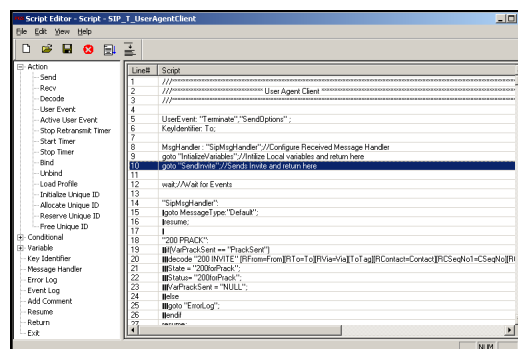 Script Editor - Script - SIP_T_UserAgentClient
File Edit View Help
Action
Send
Recv
Decode
User Event
Active User Event
Stop Retransmit Timer
Start Timer
Stop Timer
Bind
Unbind
Load Profile
Initialize Unique ID
Allocate Unique ID
Reserve Unique ID
Free Unique ID
Conditional
Variable
Key Identifier
Message Handler
Error Log
Event Log
Add Comment
Resume
Return
Exit
Line# Script
1
2 User Agent Client
3
4
5 UserEvent: "Terminate","SendOptions" ;
6 KeyIdentifier: To;
7
8 MsgHandler : "SipMsgHandler";//Configure Received Message Handler
9 goto "IntializeVariables";//Intilize Local variables and return here
10 goto "SendInvite";//Sends Invite and return here
11
12 wait;//Wait for Events
13
14 "SipMsgHandler":
15 goto MessageType:"Default";
16 resume;
17
18 "200 PRACK":
19 if(VarPrackSent == "PrackSent")
20 decode "200 INVITE" [RFrom=From][RTo=To][RVia=Via][ToTag][RContact=Contact][RCSeqNo1=CSeqNo]
21 State = "200forPrack";
22 Status= "200forPrack";
23 VarPrackSent = "NULL";
24 else
25 goto "ErrorLog";
26 endif
27 resume;
NUM